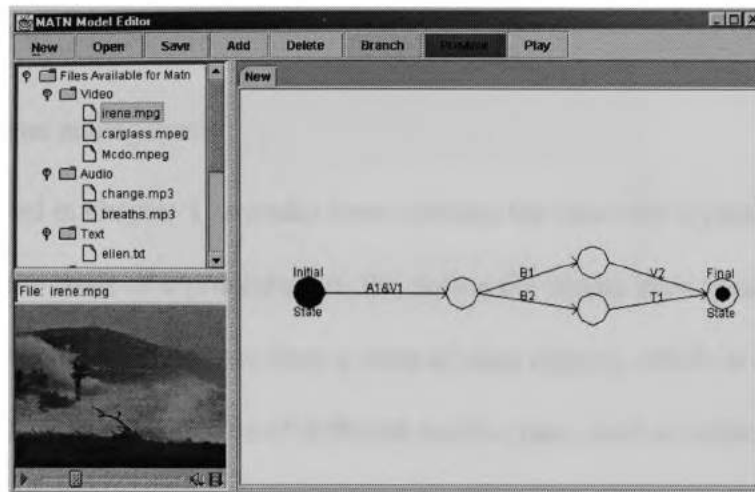 MATN Model Editor
New Open Save Add Delete Branch Preview Play
Files Available for Matn
Video
irene.mpg
carglass.mpeg
Mcdo.mpeg
Audio
change.mp3
breaths.mp3
Text
ellen.txt
File: irene.mpg
New
Initial
State
A1&V1
B1
B2
V2
T1
Final
State